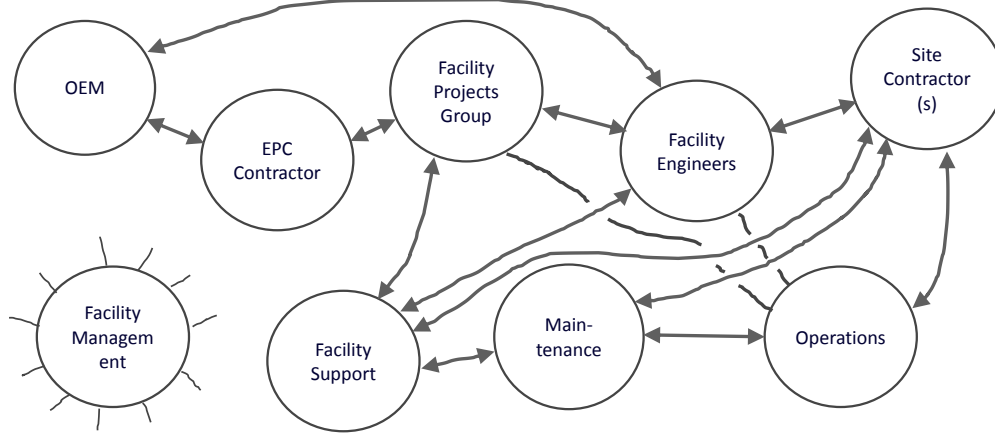 OEM
EPC
Contractor
Facility
Projects
Group
Facility
Engineers
Site
Contractor
(s)
Facility
Managem
ent
Facility
Support
Main-
tenance
Operations